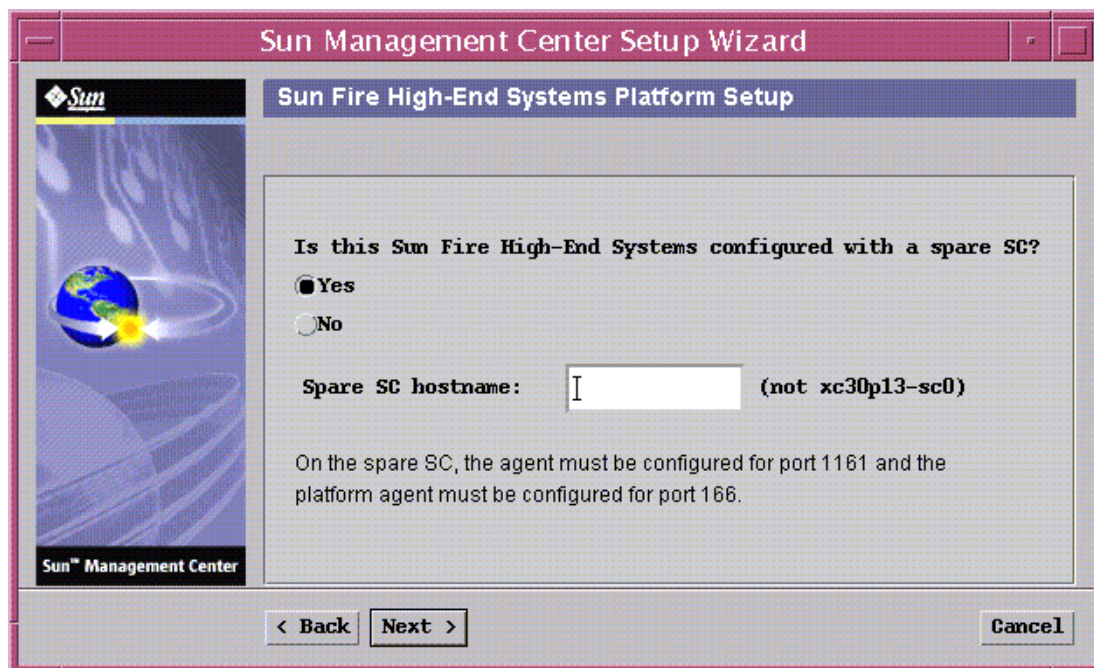 Sun Management Center Setup Wizard
Sun
Sun Fire High-End Systems Platform Setup
Is this Sun Fire High-End Systems configured with a spare SC?
Yes
No
Spare SC hostname: (not xc30p13-sc0)
On the spare SC, the agent must be configured for port 1161 and the
platform agent must be configured for port 166.
Sun™ Management Center
< Back Next > Cancel